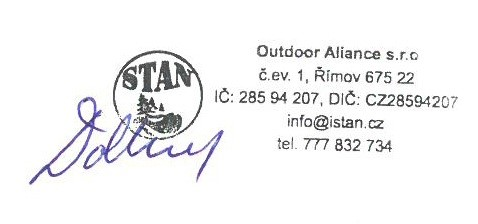 STAN
Outdoor Aliance s.r.o
č.ev. 1, Římov 675 22
IČ: 285 94 207, DIČ: CZ28594207
info@istan.cz
tel. 777 832 734